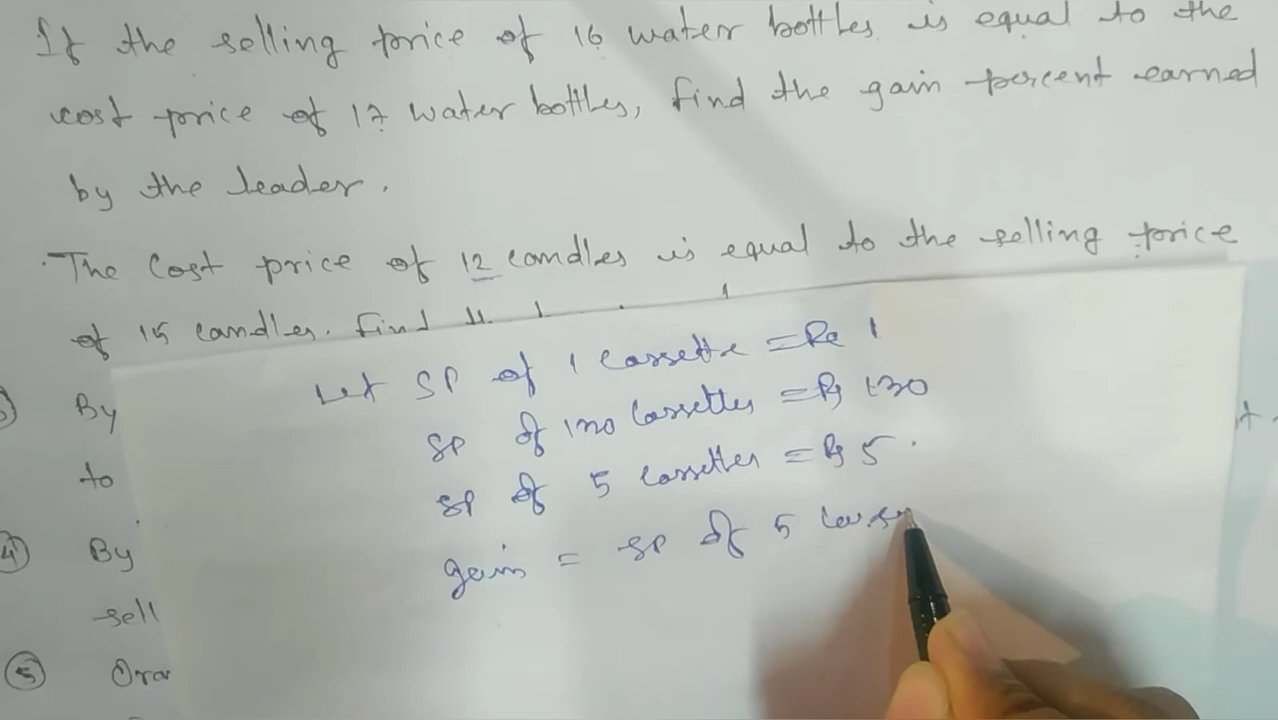 If the selling price of 16 water bottles is equal to the
cost price of 17 water bottles, find the gain percent earned
by the leader.
The Cost price of 12 candles is equal to the selling price
of 15 candles. Find
Let SP of 1 Cassette = Re 1
By
SP of 130 Cassettes = Rs 130
to
SP of 5 Cassettes = Rs 5.
4 By
gain = SP of 5
sell
5